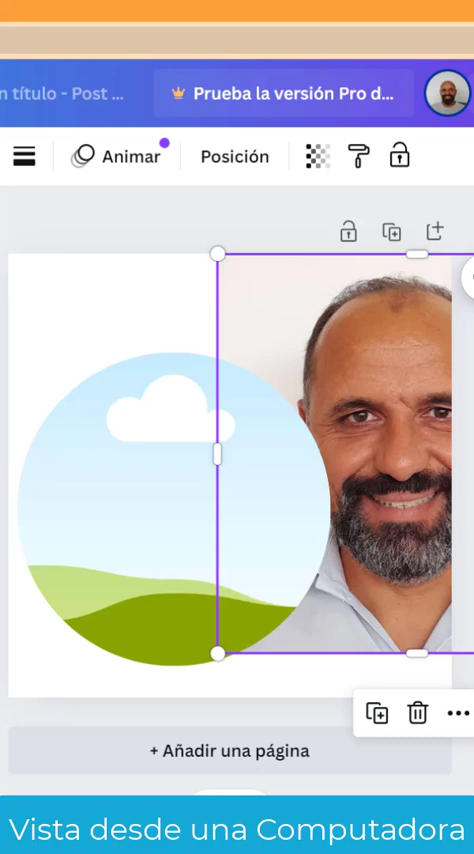 n título - Post ...
Prueba la versión Pro d...
Animar
Posición
+ Añadir una página
Vista desde una Computadora